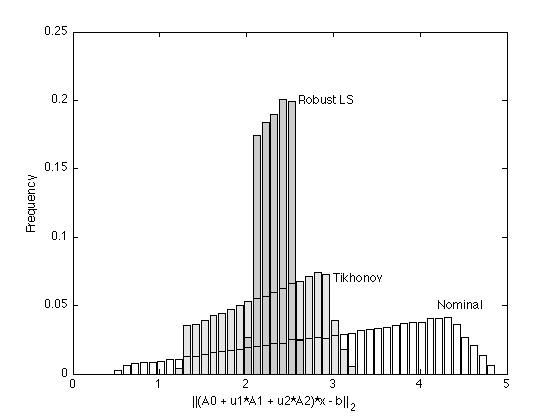 0.25
0.2
Robust LS
0.15
Frequency
0.1
Tikhonov
0.05
Nominal
0
0 1 2 3 4 5
||(A0 + u1*A1 + u2*A2)*x - b||2